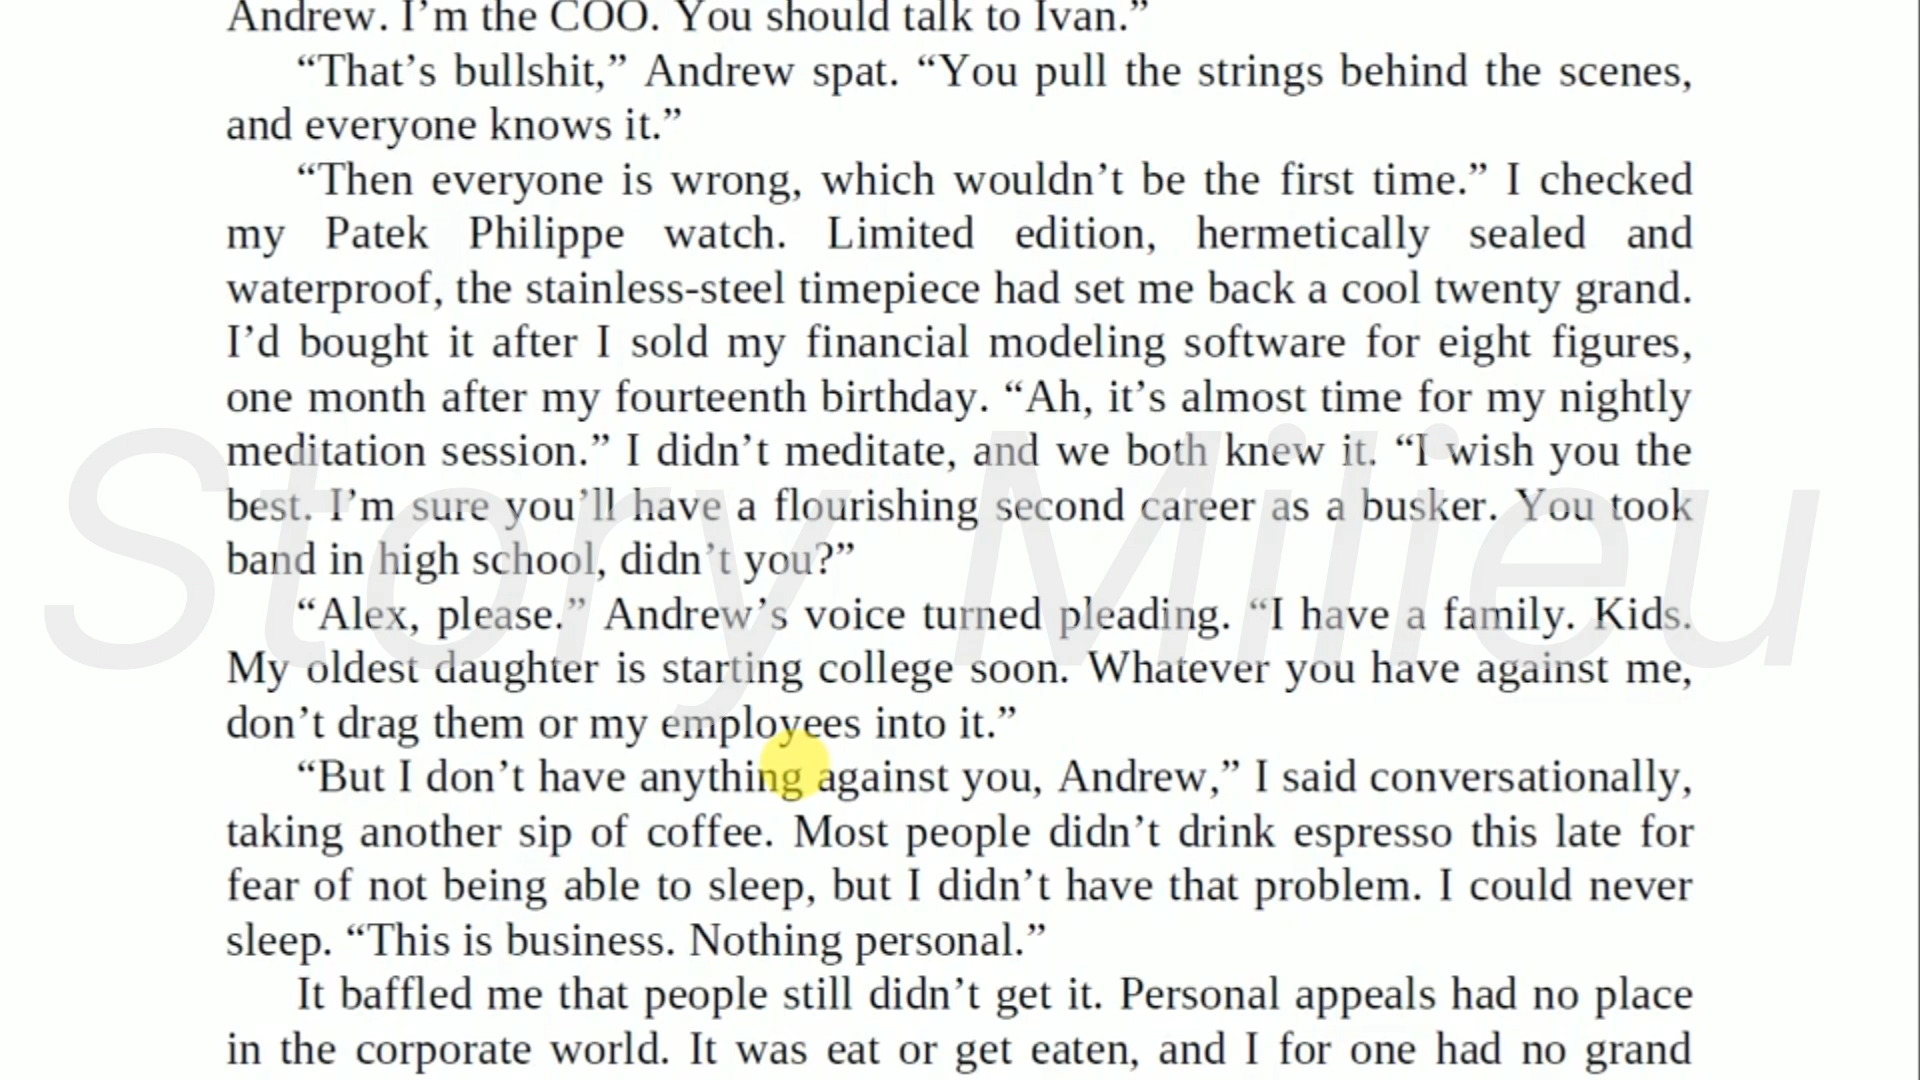 Andrew. I’m the COO. You should talk to Ivan.”
“That’s bullshit,” Andrew spat. “You pull the strings behind the scenes,
and everyone knows it.”
“Then everyone is wrong, which wouldn’t be the first time.” I checked
my Patek Philippe watch. Limited edition, hermetically sealed and
waterproof, the stainless-steel timepiece had set me back a cool twenty grand.
I’d bought it after I sold my financial modeling software for eight figures,
one month after my fourteenth birthday. “Ah, it’s almost time for my nightly
meditation session.” I didn’t meditate, and we both knew it. “I wish you the
best. I’m sure you’ll have a flourishing second career as a busker. You took
band in high school, didn’t you?”
“Alex, please.” Andrew’s voice turned pleading. “I have a family. Kids.
My oldest daughter is starting college soon. Whatever you have against me,
don’t drag them or my employees into it.”
“But I don’t have anything against you, Andrew,” I said conversationally,
taking another sip of coffee. Most people didn’t drink espresso this late for
fear of not being able to sleep, but I didn’t have that problem. I could never
sleep. “This is business. Nothing personal.”
It baffled me that people still didn’t get it. Personal appeals had no place
in the corporate world. It was eat or get eaten, and I for one had no grand
Story Milieu